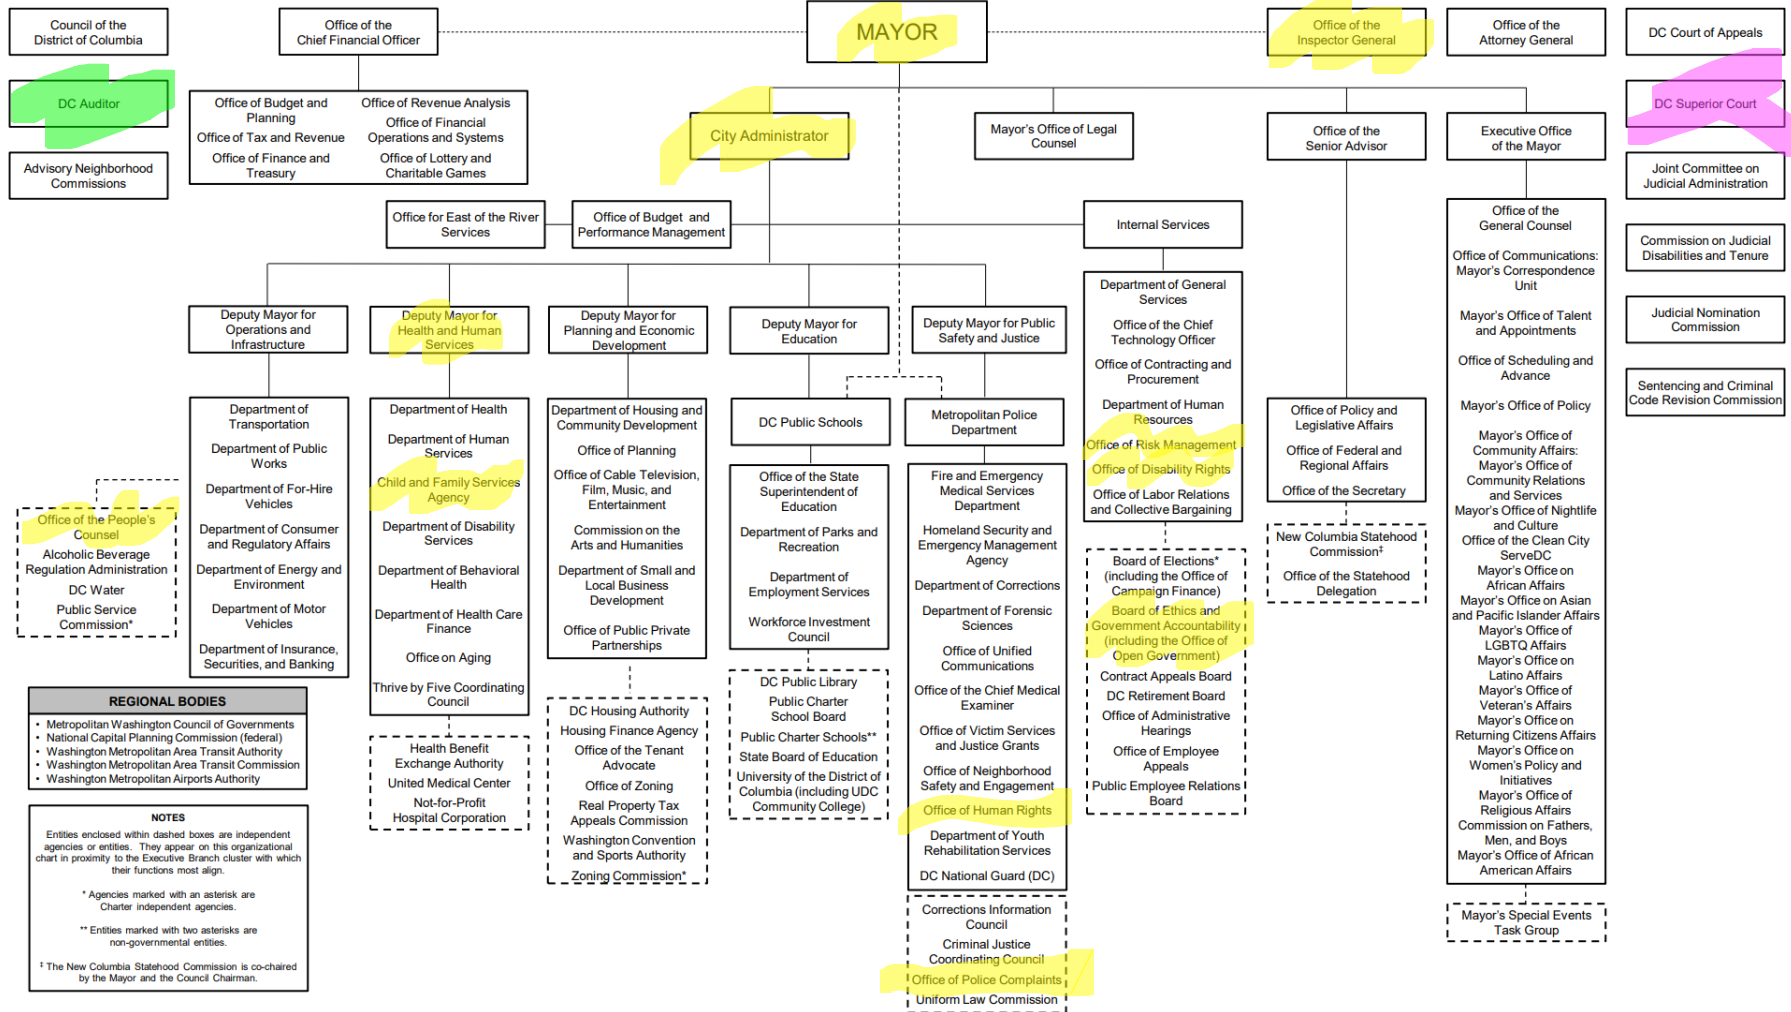 Council of the
District of Columbia
Office of the
Chief Financial Officer
MAYOR
Office of the
Inspector General
Office of the
Attorney General
DC Court of Appeals
DC Auditor
Office of Budget and
Planning
Office of Tax and Revenue
Office of Finance and
Treasury
Office of Revenue Analysis
Office of Financial
Operations and Systems
Office of Lottery and
Charitable Games
DC Superior Court
City Administrator
Mayor's Office of Legal
Counsel
Office of the
Senior Advisor
Executive Office
of the Mayor
Advisory Neighborhood
Commissions
Joint Committee on
Judicial Administration
Office for East of the River
Services
Office of Budget and
Performance Management
Internal Services
Commission on Judicial
Disabilities and Tenure
Judicial Nomination
Commission
Sentencing and Criminal
Code Revision Commission
Deputy Mayor for
Operations and
Infrastructure
Deputy Mayor for
Health and Human
Services
Deputy Mayor for
Planning and Economic
Development
Deputy Mayor for
Education
Deputy Mayor for Public
Safety and Justice
Department of
Transportation
Department of Public
Works
Department of For-Hire
Vehicles
Department of Consumer
and Regulatory Affairs
Department of Energy and
Environment
Department of Motor
Vehicles
Department of Insurance,
Securities, and Banking
Office of the People's
Counsel
Alcoholic Beverage
Regulation Administration
DC Water
Public Service
Commission*
Department of Health
Department of Human
Services
Child and Family Services
Agency
Department of Disability
Services
Department of Behavioral
Health
Department of Health Care
Finance
Office on Aging
Thrive by Five Coordinating
Council
Health Benefit
Exchange Authority
United Medical Center
Not-for-Profit
Hospital Corporation
Department of Housing and
Community Development
Office of Planning
Office of Cable Television,
Film, Music, and
Entertainment
Commission on the
Arts and Humanities
Department of Small and
Local Business
Development
Office of Public Private
Partnerships
DC Housing Authority
Housing Finance Agency
Office of the Tenant
Advocate
Office of Zoning
Real Property Tax
Appeals Commission
Washington Convention
and Sports Authority
Zoning Commission*
DC Public Schools
Office of the State
Superintendent of
Education
Department of Parks and
Recreation
Department of
Employment Services
Workforce Investment
Council
DC Public Library
Public Charter
School Board
Public Charter Schools**
State Board of Education
University of the District of
Columbia (including UDC
Community College)
Metropolitan Police
Department
Fire and Emergency
Medical Services
Department
Homeland Security and
Emergency Management
Agency
Department of Corrections
Department of Forensic
Sciences
Office of Unified
Communications
Office of the Chief Medical
Examiner
Office of Victim Services
and Justice Grants
Office of Neighborhood
Safety and Engagement
Office of Human Rights
Department of Youth
Rehabilitation Services
DC National Guard (DC)
Corrections Information
Council
Criminal Justice
Coordinating Council
Office of Police Complaints
Uniform Law Commission
Department of General
Services
Office of the Chief
Technology Officer
Office of Contracting and
Procurement
Department of Human
Resources
Office of Risk Management
Office of Disability Rights
Office of Labor Relations
and Collective Bargaining
Board of Elections*
(including the Office of
Campaign Finance)
Board of Ethics and
Government Accountability
(including the Office of
Open Government)
Contract Appeals Board
DC Retirement Board
Office of Administrative
Hearings
Office of Employee
Appeals
Public Employee Relations
Board
Office of Policy and
Legislative Affairs
Office of Federal and
Regional Affairs
Office of the Secretary
New Columbia Statehood
Commission‡
Office of the Statehood
Delegation
Office of the
General Counsel
Office of Communications:
Mayor's Correspondence
Unit
Mayor's Office of Talent
and Appointments
Office of Scheduling and
Advance
Mayor's Office of Policy
Mayor's Office of
Community Affairs:
Mayor's Office of
Community Relations
and Services
Mayor's Office of Nightlife
and Culture
Office of the Clean City
ServeDC
Mayor's Office on
African Affairs
Mayor's Office on Asian
and Pacific Islander Affairs
Mayor's Office of
LGBTQ Affairs
Mayor's Office on
Latino Affairs
Mayor's Office of
Veteran's Affairs
Mayor's Office on
Returning Citizens Affairs
Mayor's Office on
Women's Policy and
Initiatives
Mayor's Office of
Religious Affairs
Commission on Fathers,
Men, and Boys
Mayor's Office of African
American Affairs
Mayor's Special Events
Task Group
REGIONAL BODIES
• Metropolitan Washington Council of Governments
• National Capital Planning Commission (federal)
• Washington Metropolitan Area Transit Authority
• Washington Metropolitan Area Transit Commission
• Washington Metropolitan Airports Authority
NOTES
Entities enclosed within dashed boxes are independent
agencies or entities. They appear on this organizational
chart in proximity to the Executive Branch cluster with which
their functions most align.
* Agencies marked with an asterisk are
Charter independent agencies.
** Entities marked with two asterisks are
non-governmental entities.
‡ The New Columbia Statehood Commission is co-chaired
by the Mayor and the Council Chairman.